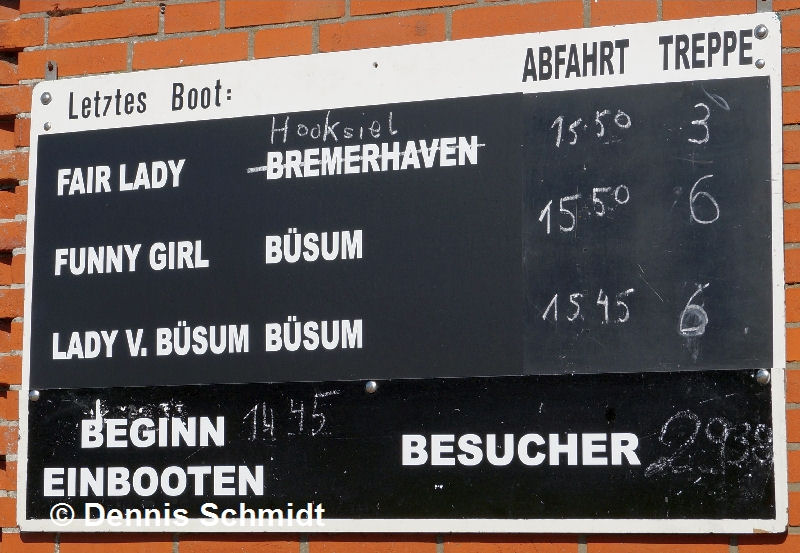 Letztes Boot: ABFAHRT TREPPE
Hooksiel
FAIR LADY BREMERHAVEN 15.50 3
FUNNY GIRL BÜSUM 15.50 6
LADY V. BÜSUM BÜSUM 15.45 6
BEGINN 14 45
EINBOOTEN
BESUCHER 2939
© Dennis Schmidt